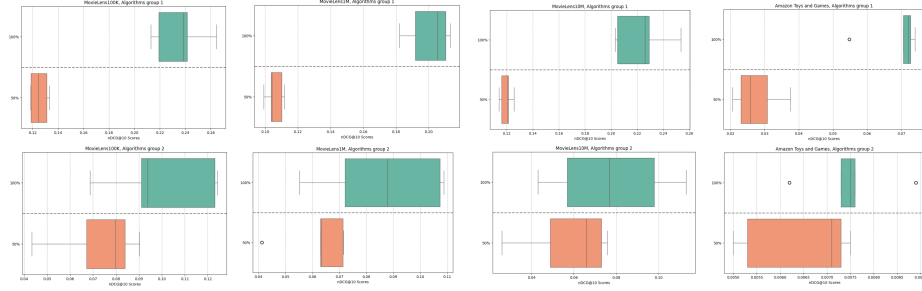 MovieLens100K, Algorithms group 1
100%
50%
0.12 0.14 0.16 0.18 0.20 0.22 0.24 0.26
nDCG@10 Scores
MovieLens1M, Algorithms group 1
100%
50%
0.10 0.12 0.14 0.16 0.18 0.20
nDCG@10 Scores
MovieLens10M, Algorithms group 1
100%
50%
0.12 0.14 0.16 0.18 0.20 0.22 0.24 0.26
nDCG@10 Scores
Amazon Toys and Games, Algorithms group 1
100%
50%
0.02 0.03 0.04 0.05 0.06 0.07
nDCG@10 Scores
MovieLens100K, Algorithms group 2
100%
50%
0.04 0.05 0.06 0.07 0.08 0.09 0.10 0.11 0.12
nDCG@10 Scores
MovieLens1M, Algorithms group 2
100%
50%
0.04 0.05 0.06 0.07 0.08 0.09 0.10 0.11
nDCG@10 Scores
MovieLens10M, Algorithms group 2
100%
50%
0.04 0.06 0.08 0.10
nDCG@10 Scores
Amazon Toys and Games, Algorithms group 2
100%
50%
0.0050 0.0055 0.0060 0.0065 0.0070 0.0075 0.0080 0.0085 0.0090
nDCG@10 Scores